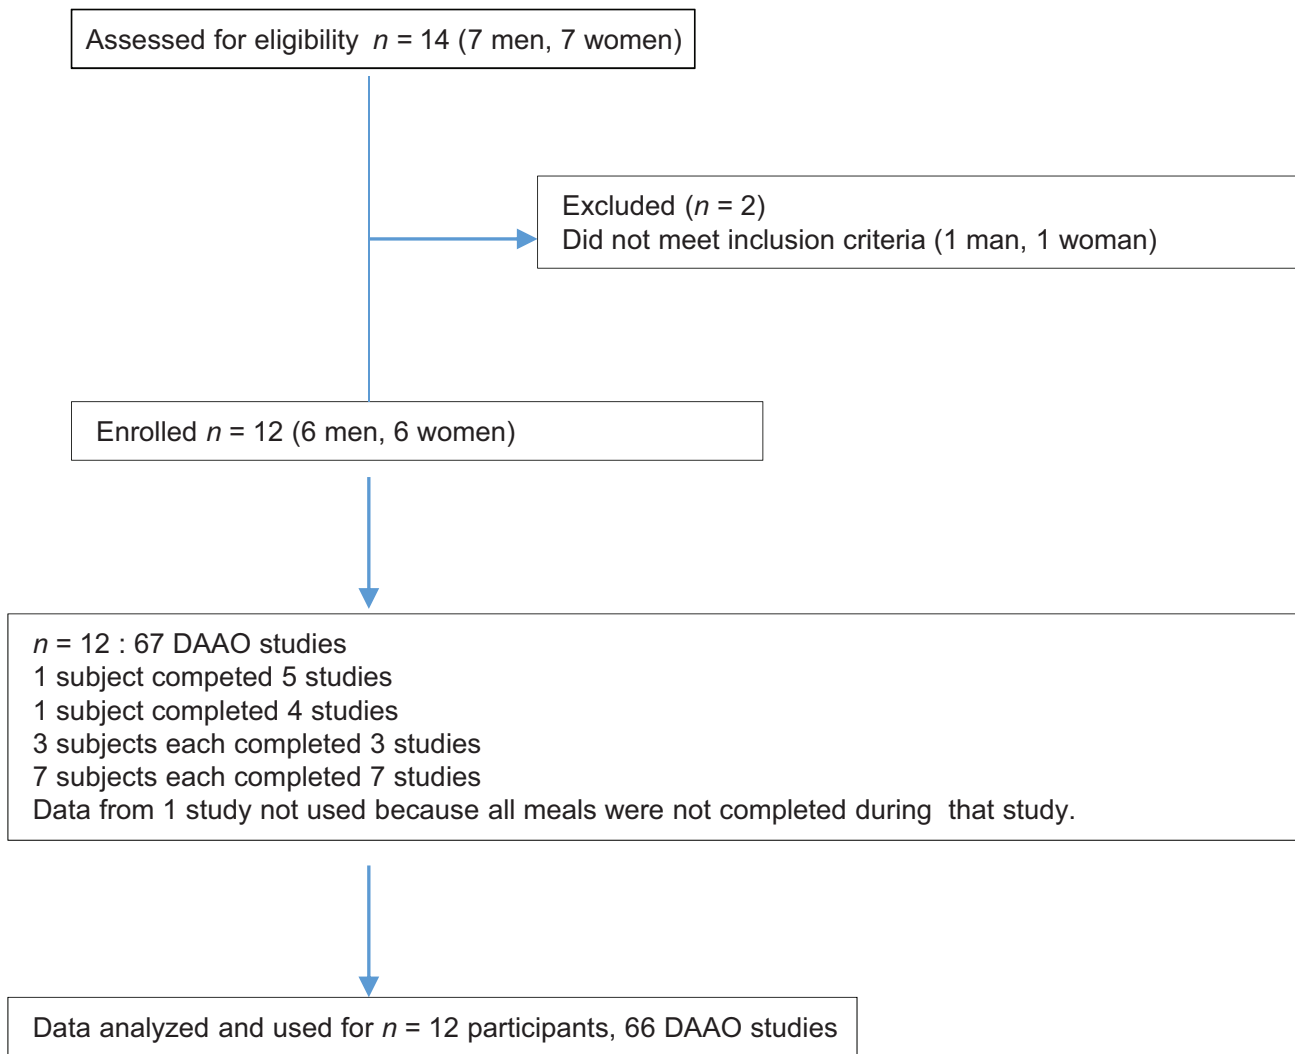 Assessed for eligibility n = 14 (7 men, 7 women)
Excluded (n = 2)
Did not meet inclusion criteria (1 man, 1 woman)
Enrolled n = 12 (6 men, 6 women)
n = 12 : 67 DAAO studies
1 subject competed 5 studies
1 subject completed 4 studies
3 subjects each completed 3 studies
7 subjects each completed 7 studies
Data from 1 study not used because all meals were not completed during that study.
Data analyzed and used for n = 12 participants, 66 DAAO studies